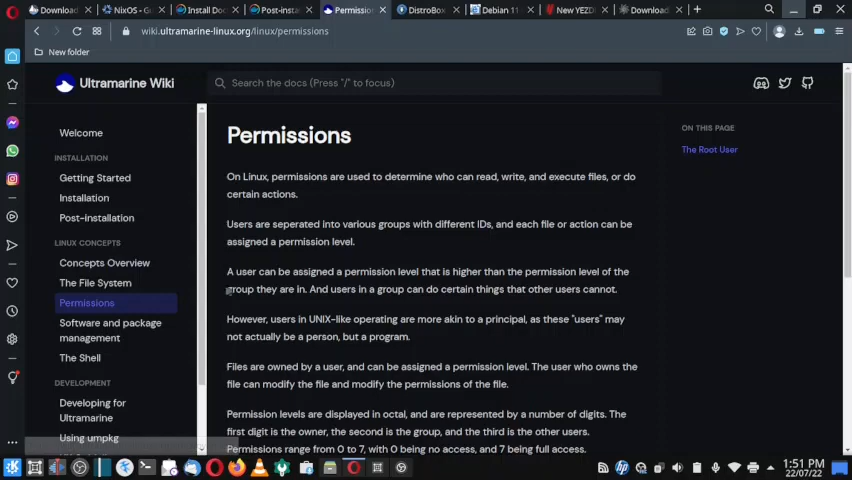 Download
NixOS - G
Install Doc
Post-insta
Permission
DistroBox
Debian 11
New YEZD
Download
wiki.ultramarine-linux.org/linux/permissions
New folder
Ultramarine Wiki
Search the docs (Press "/" to focus)
Welcome
INSTALLATION
Getting Started
Installation
Post-installation
LINUX CONCEPTS
Concepts Overview
The File System
Permissions
Software and package
management
The Shell
DEVELOPMENT
Developing for
Ultramarine
Using umpkg
Permissions
On Linux, permissions are used to determine who can read, write, and execute files, or do
certain actions.
Users are seperated into various groups with different IDs, and each file or action can be
assigned a permission level.
A user can be assigned a permission level that is higher than the permission level of the
group they are in. And users in a group can do certain things that other users cannot.
However, users in UNIX-like operating are more akin to a principal, as these "users" may
not actually be a person, but a program.
Files are owned by a user, and can be assigned a permission level. The user who owns the
file can modify the file and modify the permissions of the file.
Permission levels are displayed in octal, and are represented by a number of digits. The
first digit is the owner, the second is the group, and the third is the other users.
Permissions range from 0 to 7, with 0 being no access, and 7 being full access.
ON THIS PAGE
The Root User
1:51 PM
22/07/22